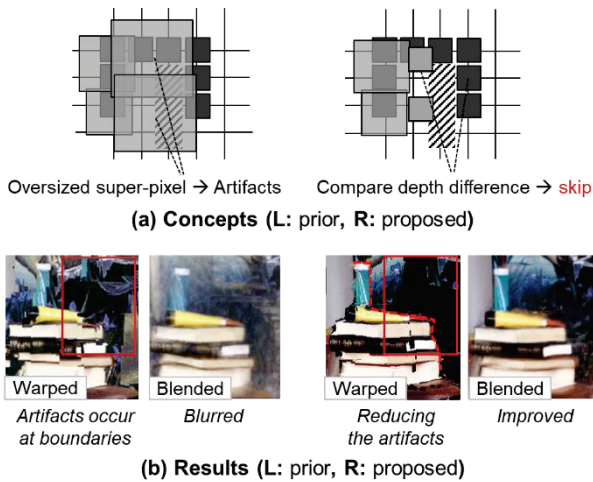 Oversized super-pixel → Artifacts
Compare depth difference → skip
(a) Concepts (L: prior, R: proposed)
Warped
Blended
Warped
Blended
Artifacts occur
at boundaries
Blurred
Reducing
the artifacts
Improved
(b) Results (L: prior, R: proposed)